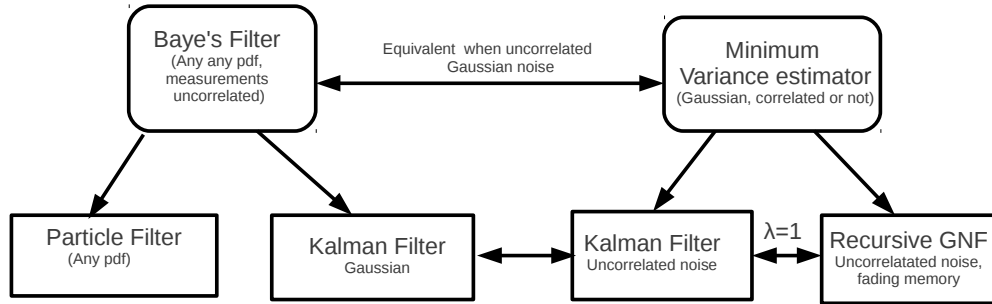 Baye's Filter
(Any any pdf,
measurements
uncorrelated)
Equivalent when uncorrelated
Gaussian noise
Minimum
Variance estimator
(Gaussian, correlated or not)
Particle Filter
(Any pdf)
Kalman Filter
Gaussian
Kalman Filter
Uncorrelated noise
λ=1
Recursive GNF
Uncorrelatated noise,
fading memory